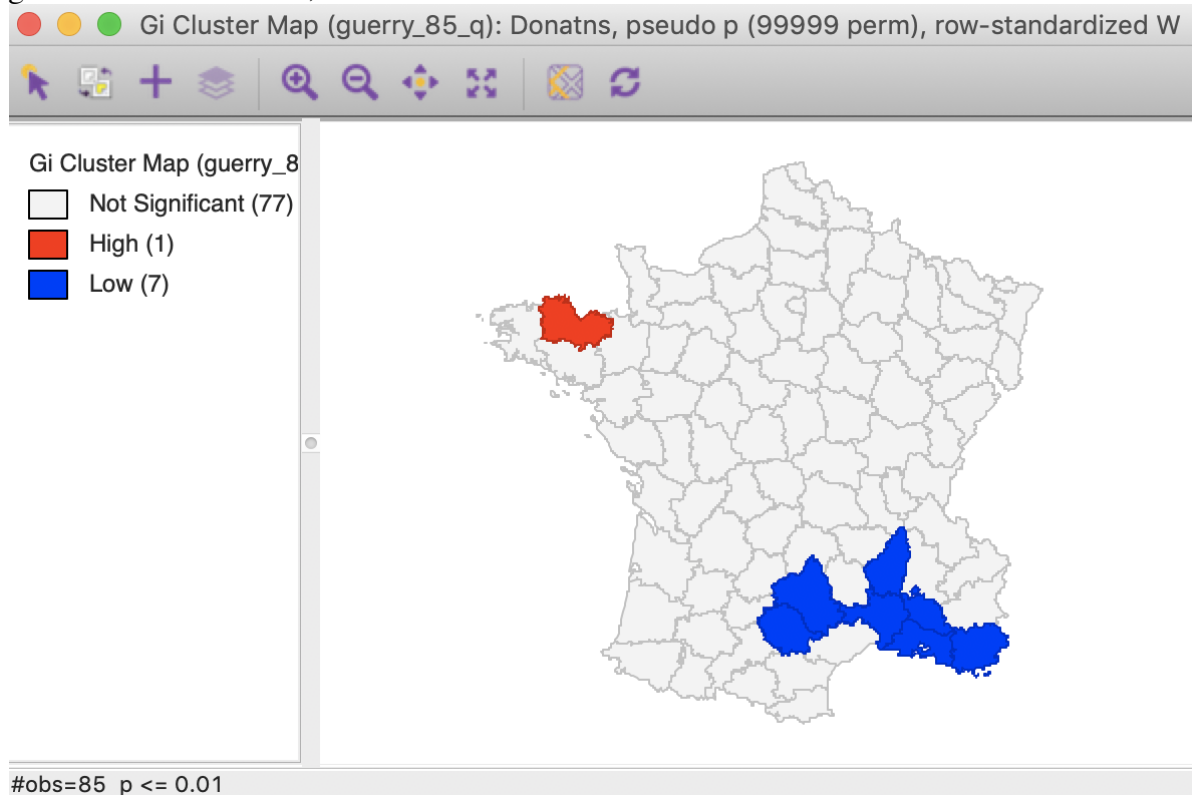 Gi Cluster Map (guerry_85_q): Donatns, pseudo p (99999 perm), row-standardized W
Gi Cluster Map (guerry_8
Not Significant (77)
High (1)
Low (7)
#obs=85 p <= 0.01